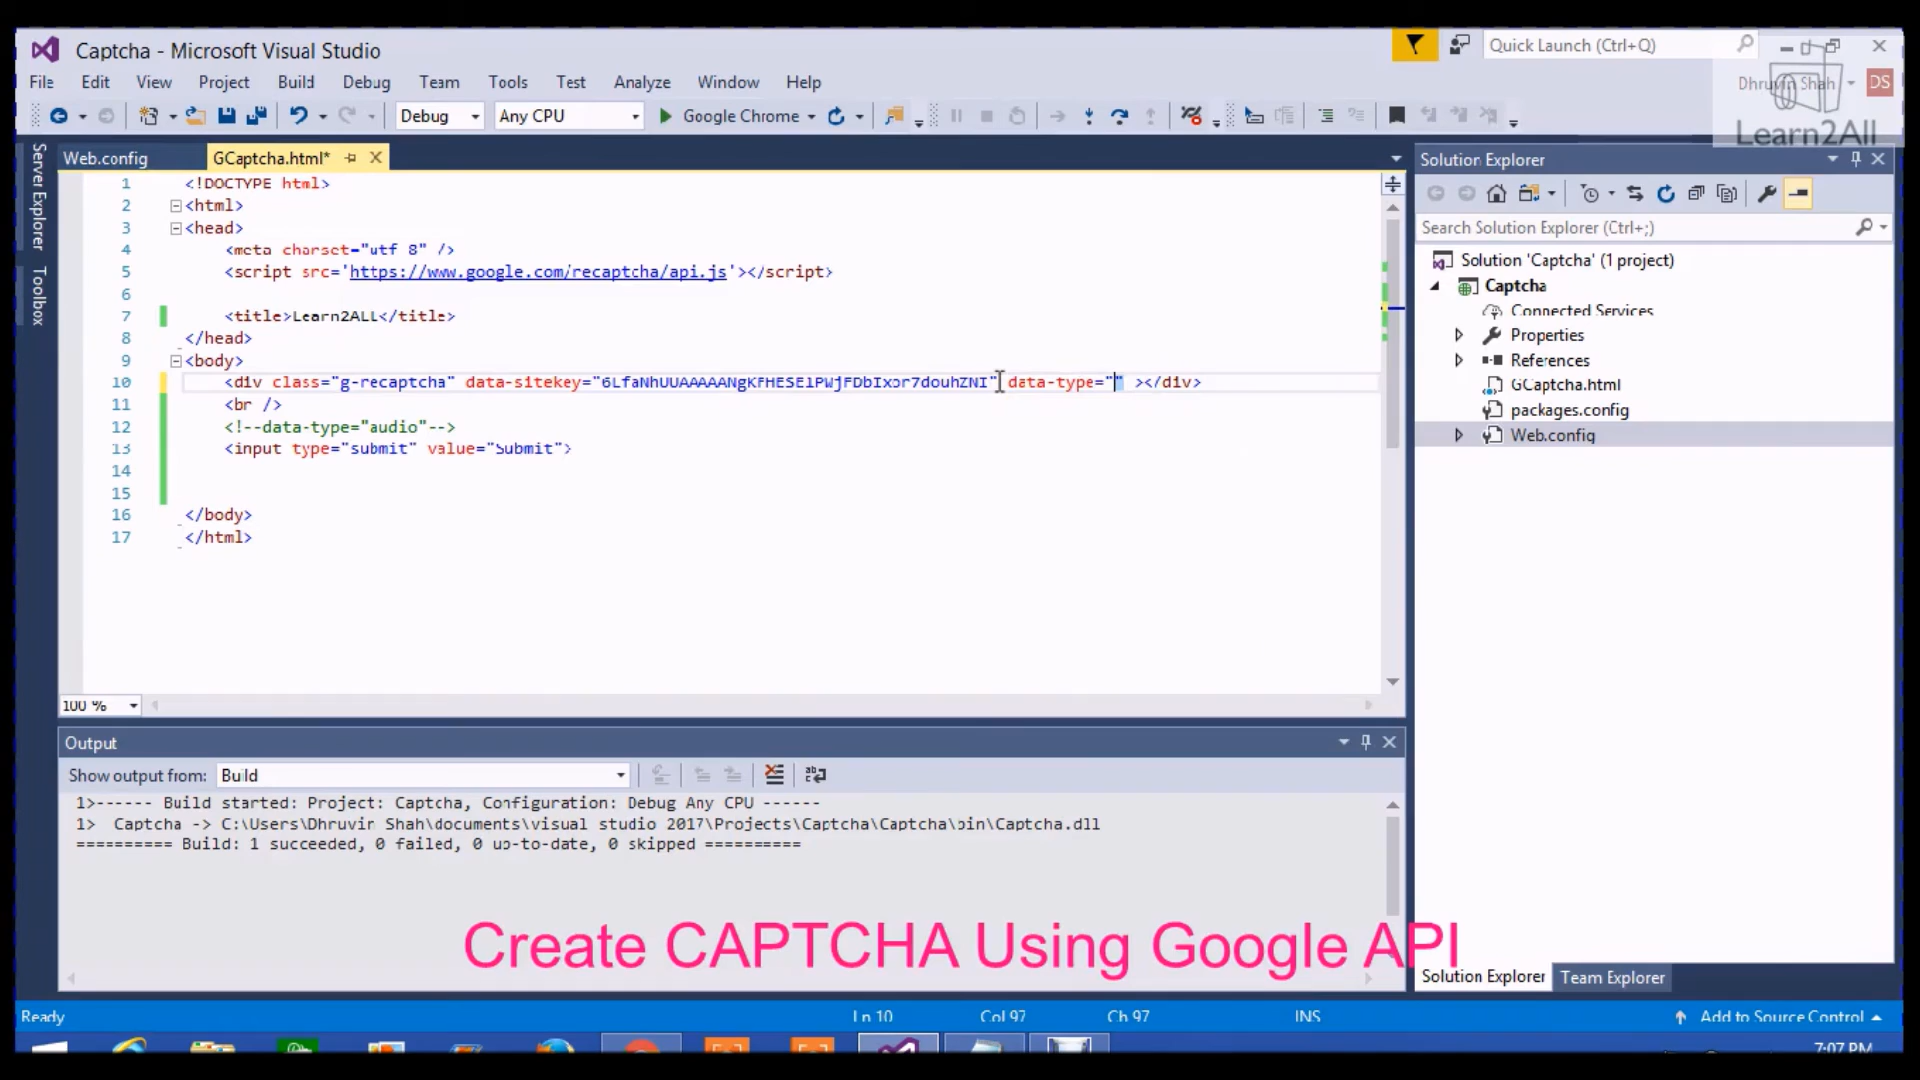 Captcha - Microsoft Visual Studio
Quick Launch (Ctrl+Q)
File Edit View Project Build Debug Team Tools Test Analyze Window Help
Dhruvin Shah DS
Debug Any CPU Google Chrome
Learn2All
Server Explorer
Toolbox
Web.config GCaptcha.html*
1 <!DOCTYPE html>
2 <html>
3 <head>
4 <meta charset="utf 8" />
5 <script src='https://www.google.com/recaptcha/api.js'></script>
6
7 <title>Learn2ALL</title>
8 </head>
9 <body>
10 <div class="g-recaptcha" data-sitekey= data-type="" ></div>
11 <br />
12 <!--data-type="audio"-->
13 <input type="submit" value="Submit">
14
15
16 </body>
17 </html>
100 %
Solution Explorer
Search Solution Explorer (Ctrl+;)
Solution 'Captcha' (1 project)
Captcha
Connected Services
Properties
References
GCaptcha.html
packages.config
Web.config
Output
Show output from: Build
1>------ Build started: Project: Captcha, Configuration: Debug Any CPU ------
1> Captcha -> C:\Users\Dhruvin Shah\documents\visual studio 2017\Projects\Captcha\Captcha\bin\Captcha.dll
========== Build: 1 succeeded, 0 failed, 0 up-to-date, 0 skipped ==========
Create CAPTCHA Using Google API
Solution Explorer Team Explorer
Ready Ln 10 Col 97 Ch 97 INS Add to Source Control
7:07 PM